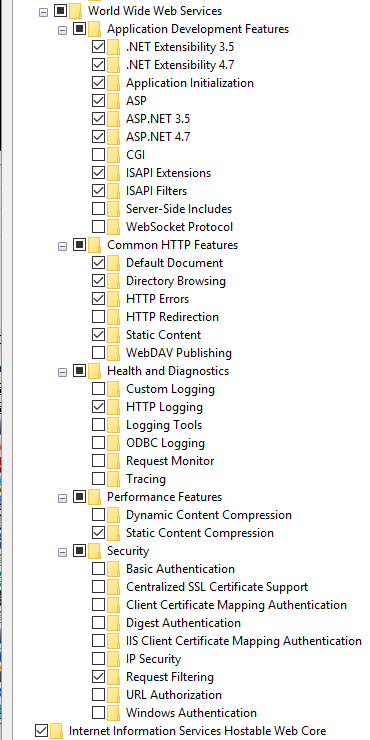 World Wide Web Services
Application Development Features
.NET Extensibility 3.5
.NET Extensibility 4.7
Application Initialization
ASP
ASP.NET 3.5
ASP.NET 4.7
CGI
ISAPI Extensions
ISAPI Filters
Server-Side Includes
WebSocket Protocol
Common HTTP Features
Default Document
Directory Browsing
HTTP Errors
HTTP Redirection
Static Content
WebDAV Publishing
Health and Diagnostics
Custom Logging
HTTP Logging
Logging Tools
ODBC Logging
Request Monitor
Tracing
Performance Features
Dynamic Content Compression
Static Content Compression
Security
Basic Authentication
Centralized SSL Certificate Support
Client Certificate Mapping Authentication
Digest Authentication
IIS Client Certificate Mapping Authentication
IP Security
Request Filtering
URL Authorization
Windows Authentication
Internet Information Services Hostable Web Core